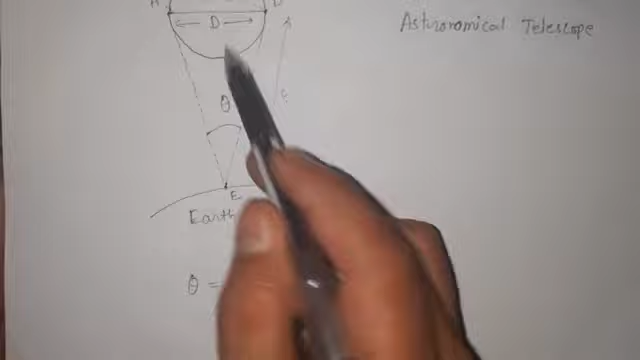 A
D
Astronomical Telescope
θ
E
Earth
θ =